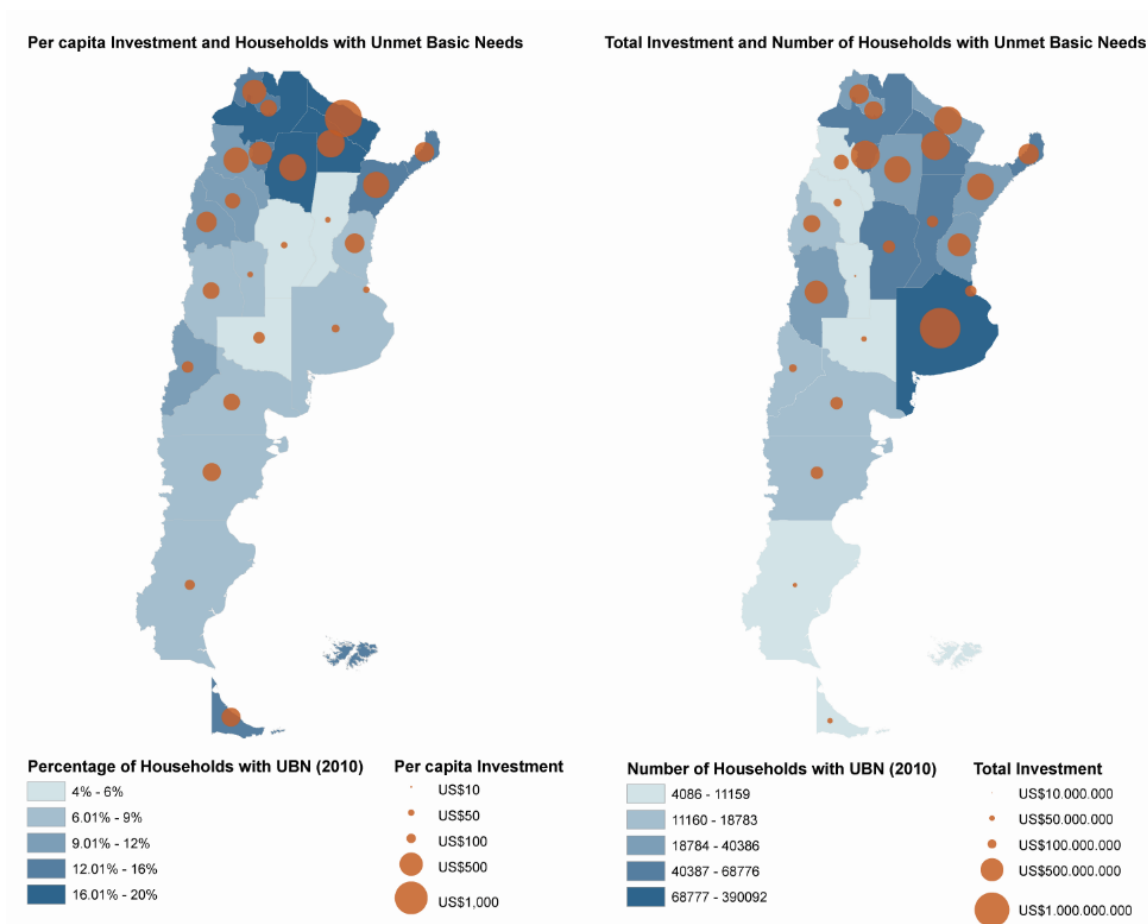 Per capita Investment and Households with Unmet Basic Needs
Total Investment and Number of Households with Unmet Basic Needs
Percentage of Households with UBN (2010)
4% - 6%
6.01% - 9%
9.01% - 12%
12.01% - 16%
16.01% - 20%
Per capita Investment
US$10
US$50
US$100
US$500
US$1,000
Number of Households with UBN (2010)
4086 - 11159
11160 - 18783
18784 - 40386
40387 - 68776
68777 - 390092
Total Investment
US$10.000.000
US$50.000.000
US$100.000.000
US$500.000.000
US$1.000.000.000